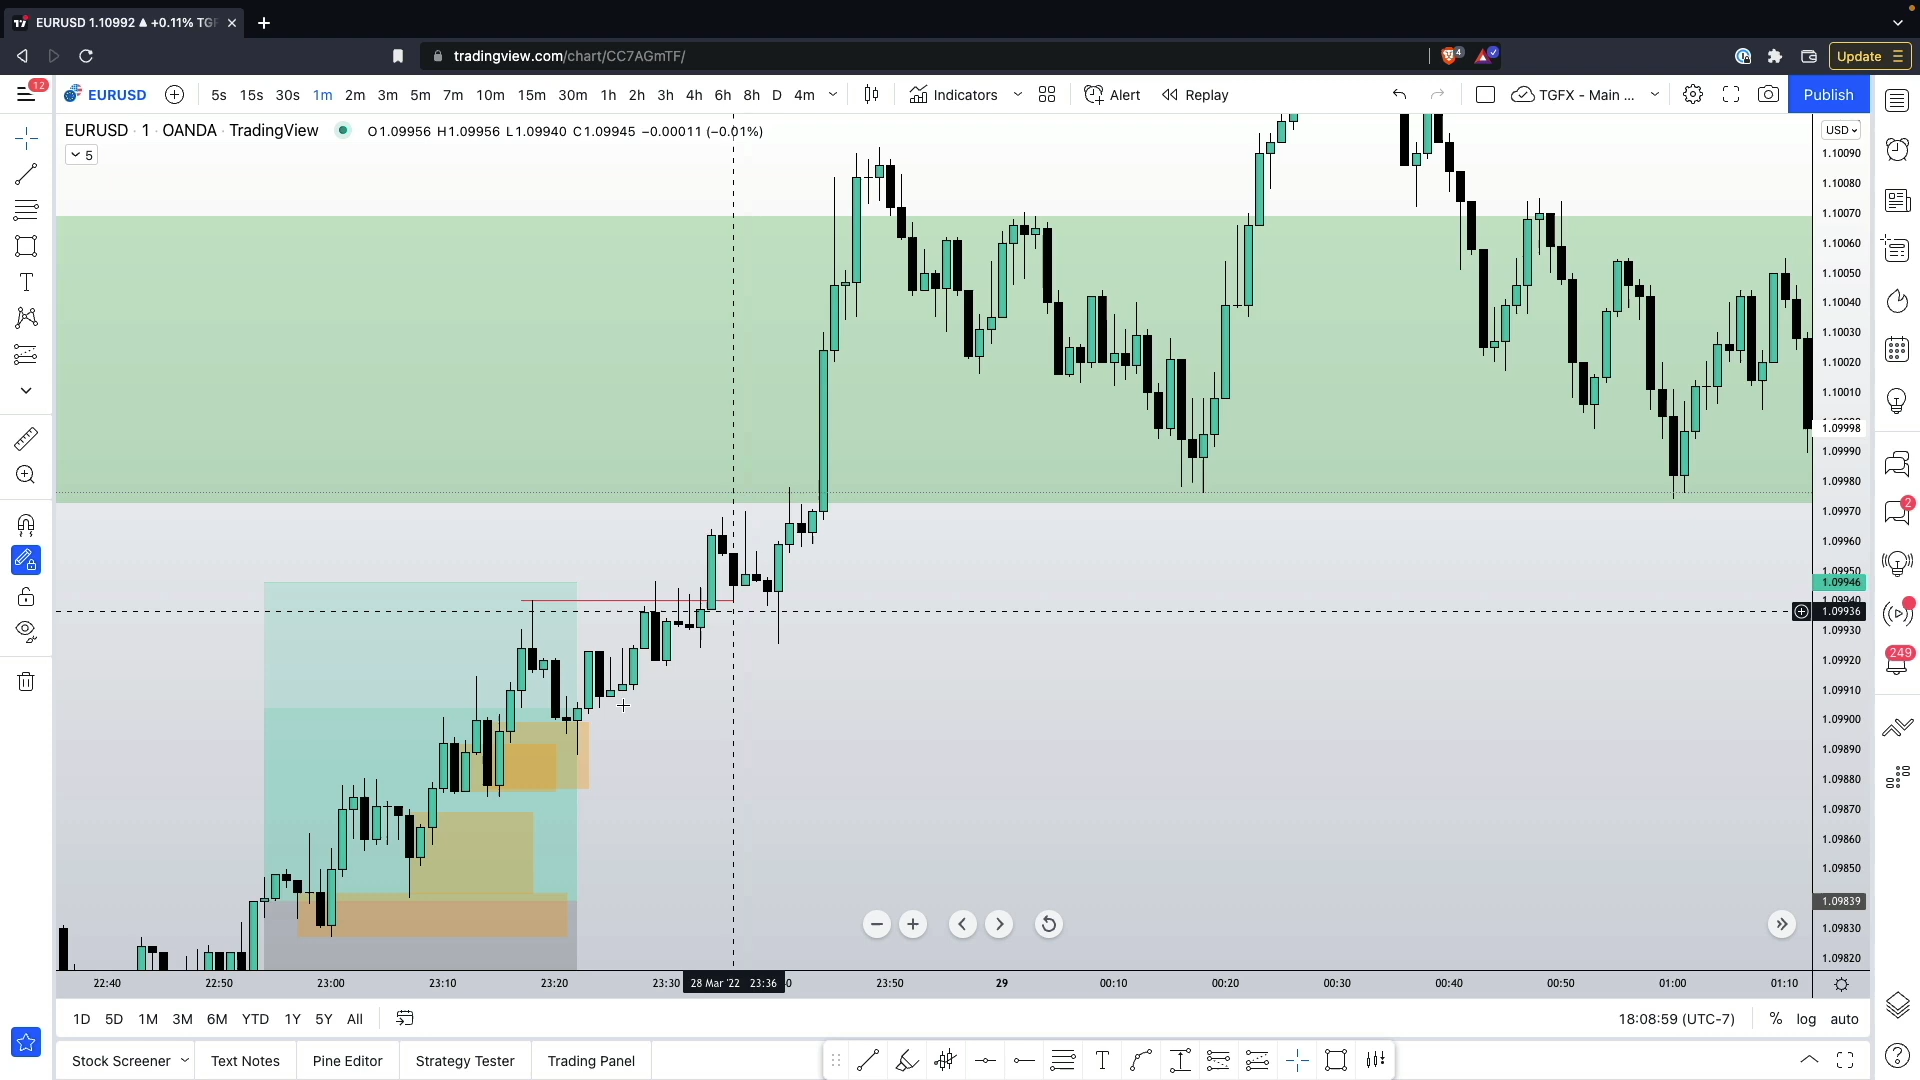 EURUSD 1.10992 ▲ +0.11% TGF
tradingview.com/chart/CC7AGmTF/
4
Update
12
EURUSD
5s 15s 30s 1m 2m 3m 5m 7m 10m 15m 30m 1h 2h 3h 4h 6h 8h D 4m
Indicators
Alert
Replay
TGFX - Main ...
Publish
EURUSD · 1 · OANDA · TradingView
O1.09956 H1.09956 L1.09940 C1.09945 −0.00011 (−0.01%)
5
USD
1.10090
1.10080
1.10070
1.10060
1.10050
1.10040
1.10030
1.10020
1.10010
1.09998
1.09990
1.09980
1.09970
1.09960
1.09950
1.09946
1.09940
1.09936
1.09930
1.09920
1.09910
1.09900
1.09890
1.09880
1.09870
1.09860
1.09850
1.09839
1.09830
1.09820
2
249
22:40 22:50 23:00 23:10 23:20 23:30 28 Mar '22 23:36 23:50 29 00:10 00:20 00:30 00:40 00:50 01:00 01:10
1D 5D 1M 3M 6M YTD 1Y 5Y All
18:08:59 (UTC-7)
% log auto
Stock Screener
Text Notes
Pine Editor
Strategy Tester
Trading Panel